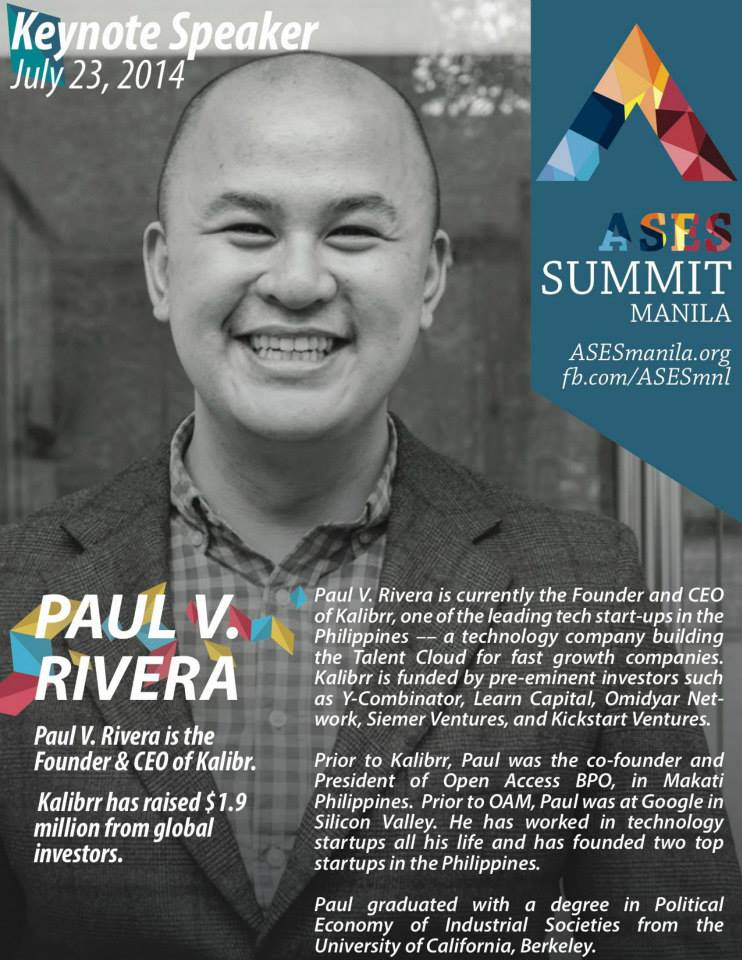 Keynote Speaker
July 23, 2014
ASES
SUMMIT
MANILA
ASESmanila.org
fb.com/ASESmnl
PAUL V.
RIVERA
Paul V. Rivera is the
Founder & CEO of Kalibr.
Kalibrr has raised $1.9
million from global
investors.
Paul V. Rivera is currently the Founder and CEO
of Kalibrr, one of the leading tech start-ups in the
Philippines –– a technology company building
the Talent Cloud for fast growth companies.
Kalibrr is funded by pre-eminent investors such
as Y-Combinator, Learn Capital, Omidyar Net-
work, Siemer Ventures, and Kickstart Ventures.
Prior to Kalibrr, Paul was the co-founder and
President of Open Access BPO, in Makati
Philippines. Prior to OAM, Paul was at Google in
Silicon Valley. He has worked in technology
startups all his life and has founded two top
startups in the Philippines.
Paul graduated with a degree in Political
Economy of Industrial Societies from the
University of California, Berkeley.